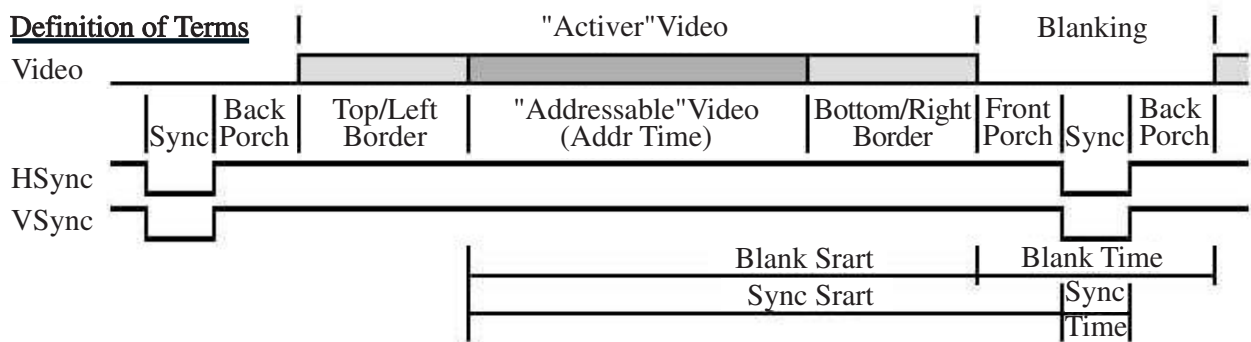 Definition of Terms
"Activer"Video
Blanking
Video
Sync
Back
Porch
Top/Left
Border
"Addressable"Video
(Addr Time)
Bottom/Right
Border
Front
Porch
Sync
Back
Porch
HSync
VSync
Blank Srart
Blank Time
Sync Srart
Sync
Time